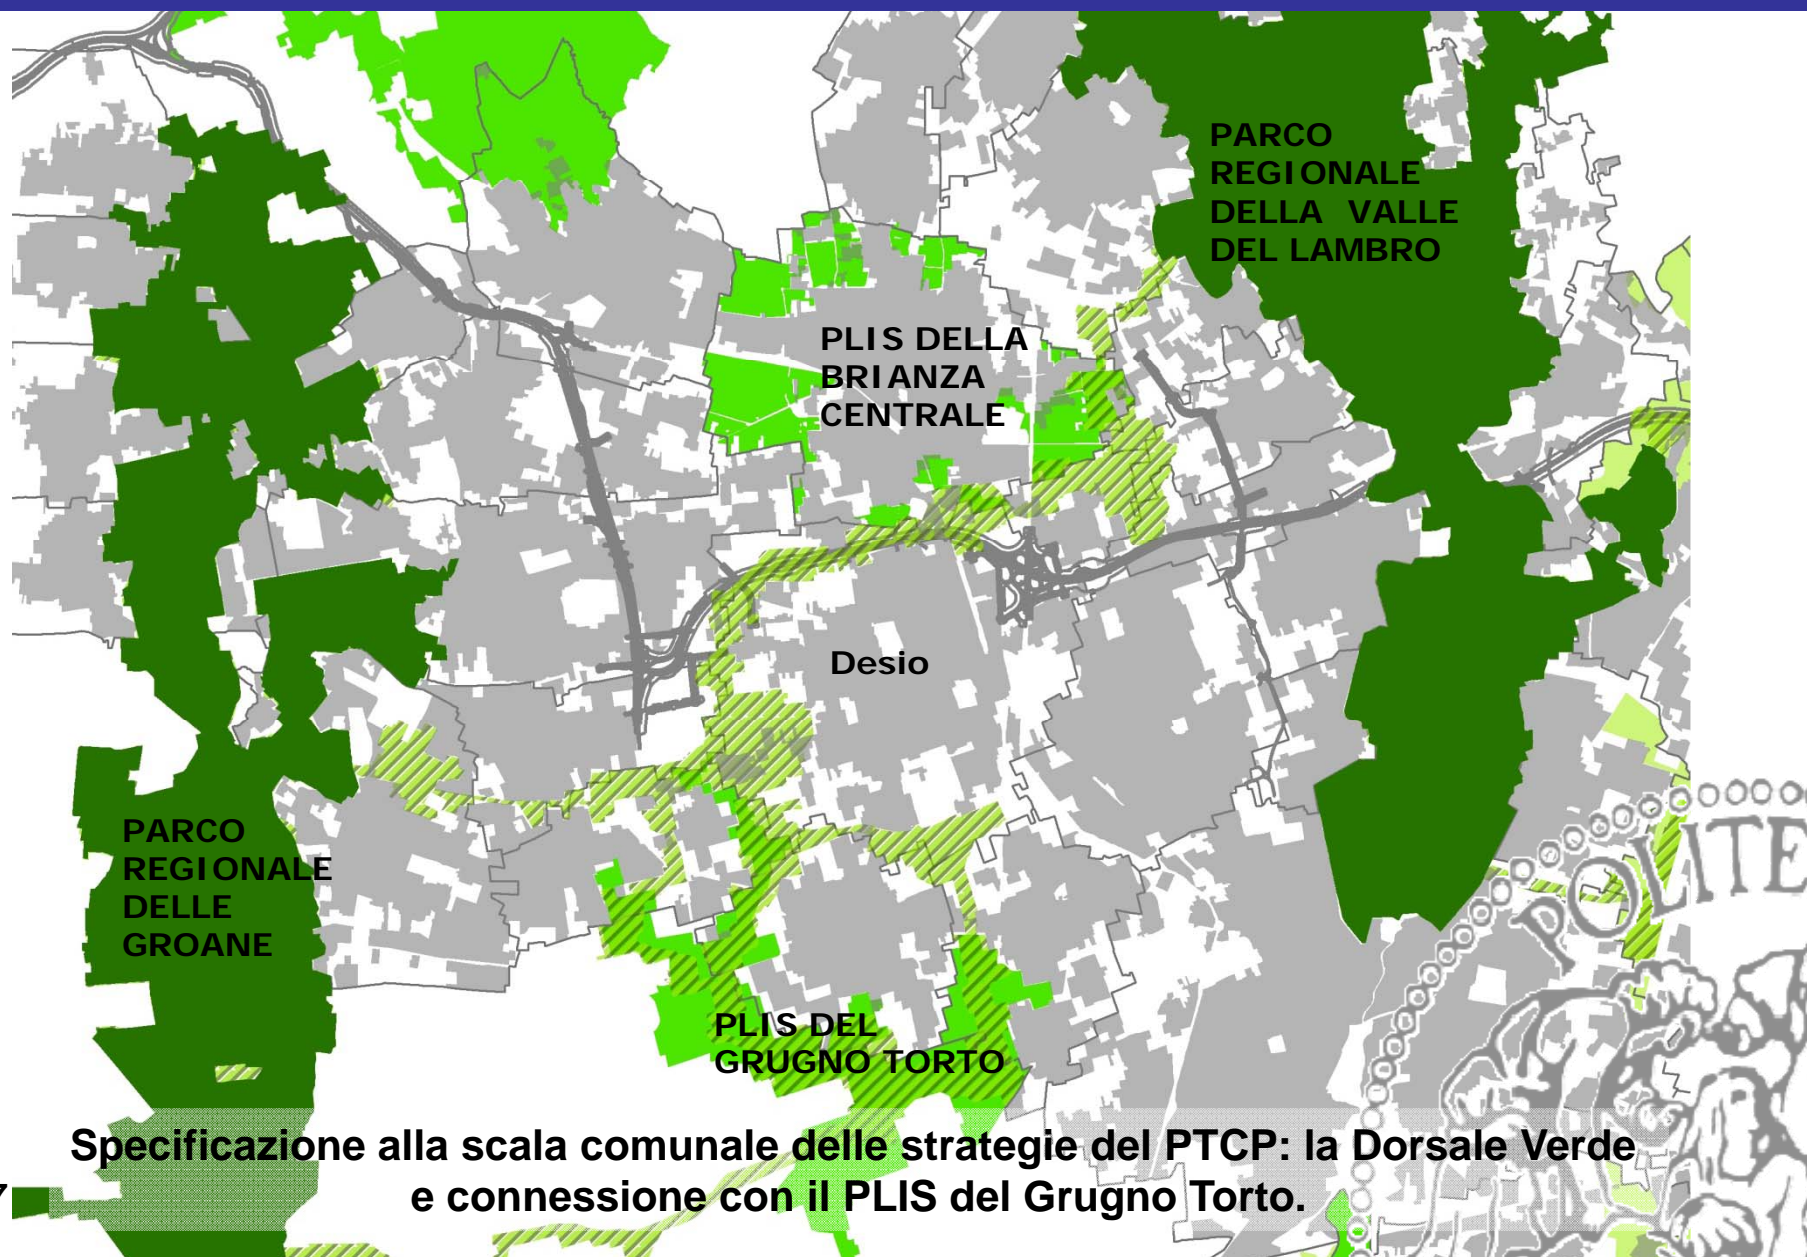 PARCO
REGIONALE
DELLA VALLE
DEL LAMBRO
PLIS DELLA
BRIANZA
CENTRALE
Desio
PARCO
REGIONALE
DELLE
GROANE
PLIS DEL
GRUGNO TORTO
POLITE
Specificazione alla scala comunale delle strategie del PTCP: la Dorsale Verde
e connessione con il PLIS del Grugno Torto.